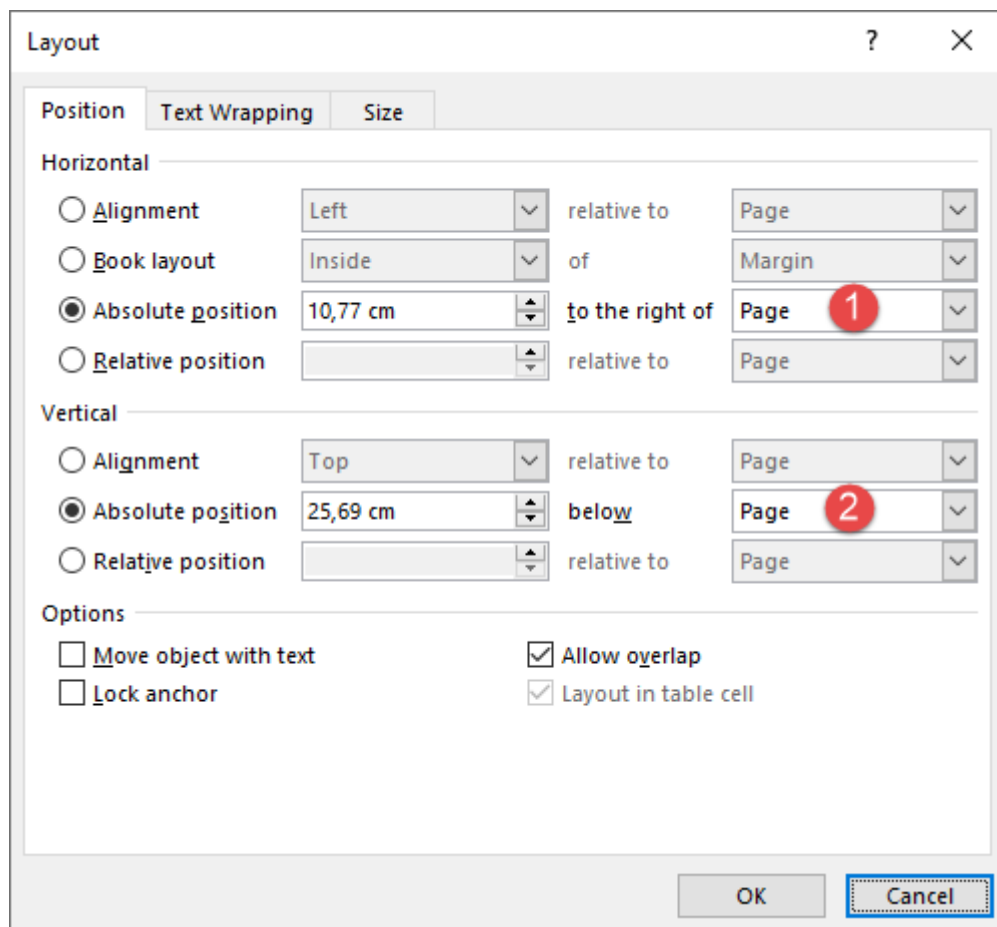 Layout ?
Position Text Wrapping Size
Horizontal
Alignment Left relative to Page
Book layout Inside of Margin
Absolute position 10,77 cm to the right of Page 1
Relative position relative to Page
Vertical
Alignment Top relative to Page
Absolute position 25,69 cm below Page 2
Relative position relative to Page
Options
Move object with text Allow overlap
Lock anchor Layout in table cell
OK Cancel